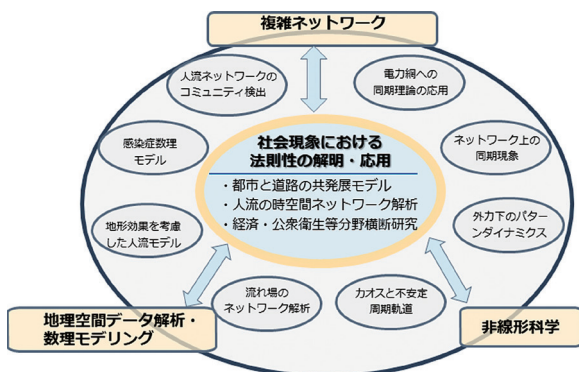 複雑ネットワーク
人流ネットワークの
コミュニティ検出
電力網への
同期理論の応用
感染症数理
モデル
社会現象における
法則性の解明・応用
・都市と道路の共発展モデル
・人流の時空間ネットワーク解析
・経済・公衆衛生等分野横断研究
ネットワーク上の
同期現象
地形効果を考慮
した人流モデル
外力下のパター
ンダイナミクス
流れ場の
ネットワーク解析
カオスと不安定
周期軌道
地理空間データ解析・
数理モデリング
非線形科学